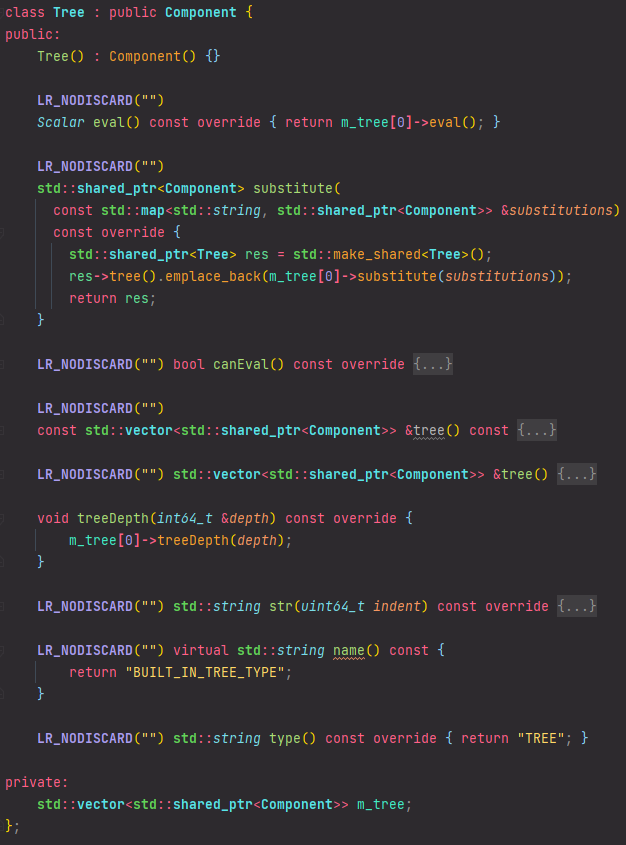 class Tree : public Component {
public:
    Tree() : Component() {}

    LR_NODISCARD("")
    Scalar eval() const override { return m_tree[0]->eval(); }

    LR_NODISCARD("")
    std::shared_ptr<Component> substitute(
      const std::map<std::string, std::shared_ptr<Component>> &substitutions)
      const override {
        std::shared_ptr<Tree> res = std::make_shared<Tree>();
        res->tree().emplace_back(m_tree[0]->substitute(substitutions));
        return res;
    }

    LR_NODISCARD("") bool canEval() const override {...}

    LR_NODISCARD("")
    const std::vector<std::shared_ptr<Component>> &tree() const {...}

    LR_NODISCARD("") std::vector<std::shared_ptr<Component>> &tree() {...}

    void treeDepth(int64_t &depth) const override {
        m_tree[0]->treeDepth(depth);
    }

    LR_NODISCARD("") std::string str(uint64_t indent) const override {...}

    LR_NODISCARD("") virtual std::string name() const {
        return "BUILT_IN_TREE_TYPE";
    }

    LR_NODISCARD("") std::string type() const override { return "TREE"; }

private:
    std::vector<std::shared_ptr<Component>> m_tree;
};